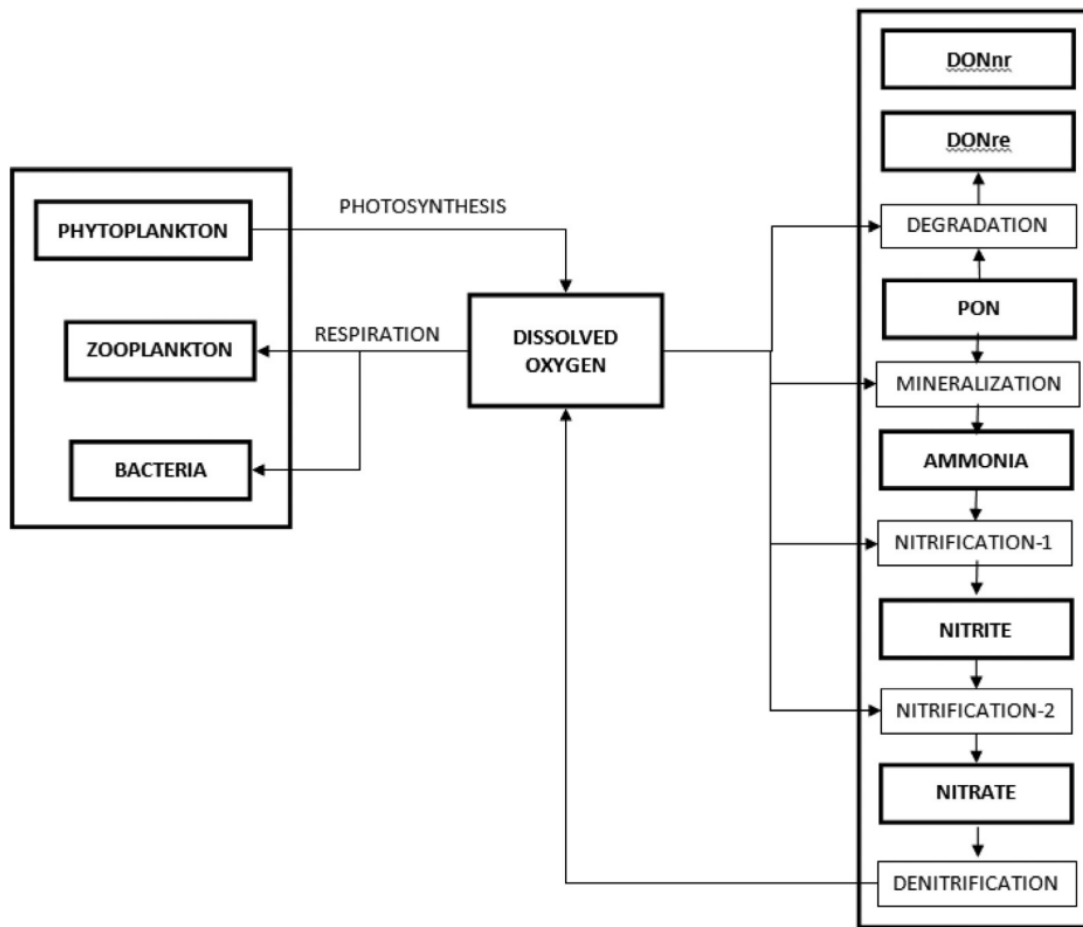 PHYTOPLANKTON
ZOOPLANKTON
BACTERIA
PHOTOSYNTHESIS
RESPIRATION
DISSOLVED
OXYGEN
DONnr
DONre
DEGRADATION
PON
MINERALIZATION
AMMONIA
NITRIFICATION-1
NITRITE
NITRIFICATION-2
NITRATE
DENITRIFICATION